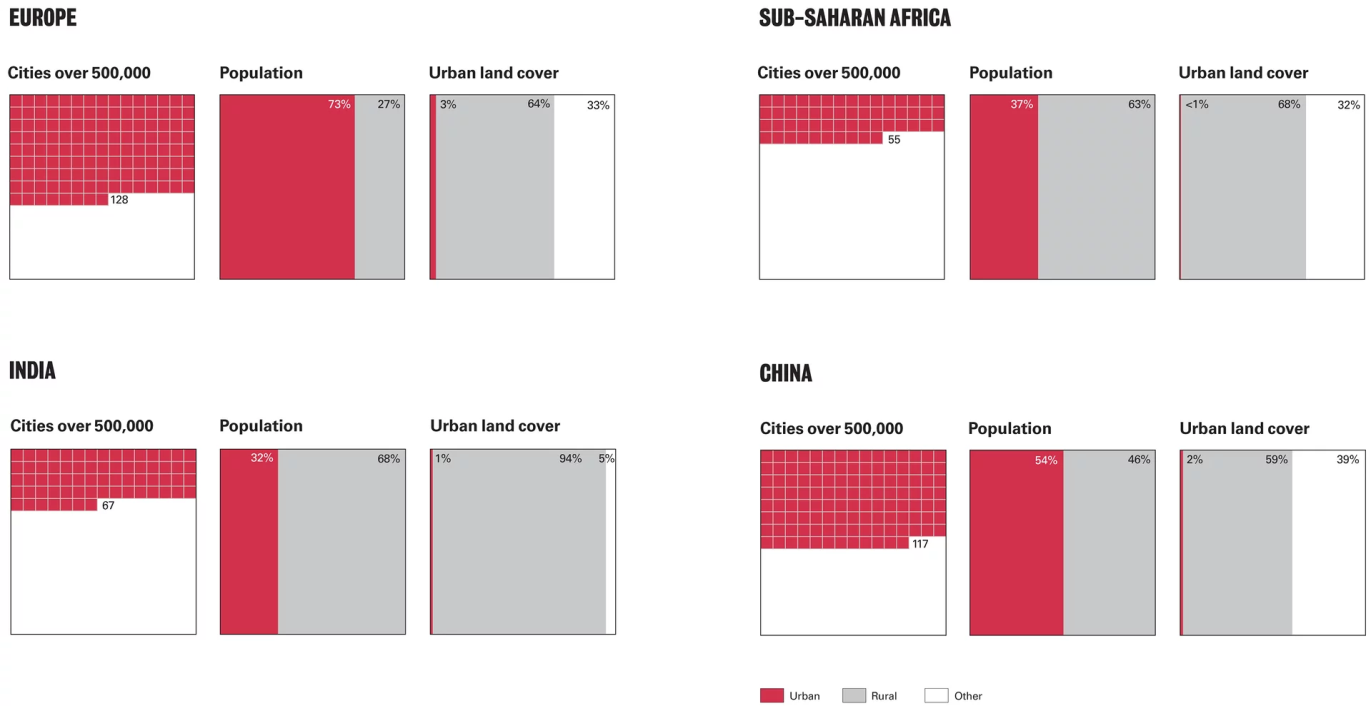 EUROPE
Cities over 500,000
128
Population
73% 27%
Urban land cover
3% 64% 33%
SUB-SAHARAN AFRICA
Cities over 500,000
55
Population
37% 63%
Urban land cover
<1% 68% 32%
INDIA
Cities over 500,000
67
Population
32% 68%
Urban land cover
1% 94% 5%
CHINA
Cities over 500,000
117
Population
54% 46%
Urban land cover
2% 59% 39%
Urban Rural Other